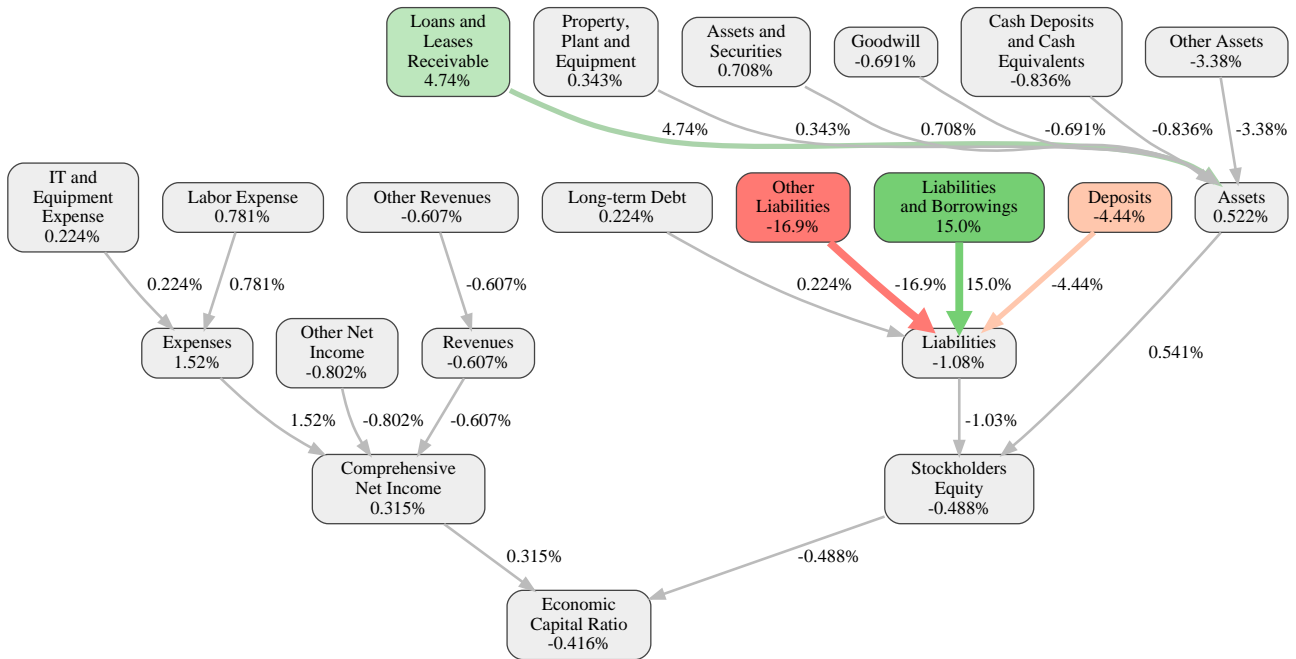 Loans and
Leases
Receivable
4.74%
Property,
Plant and
Equipment
0.343%
Assets and
Securities
0.708%
Goodwill
-0.691%
Cash Deposits
and Cash
Equivalents
-0.836%
Other Assets
-3.38%
4.74%
0.343%
0.708%
-0.691%
-0.836%
-3.38%
IT and
Equipment
Expense
0.224%
Labor Expense
0.781%
Other Revenues
-0.607%
Long-term Debt
0.224%
Other
Liabilities
-16.9%
Liabilities
and Borrowings
15.0%
Deposits
-4.44%
Assets
0.522%
0.224%
0.781%
-0.607%
0.224%
-16.9%
15.0%
-4.44%
Expenses
1.52%
Other Net
Income
-0.802%
Revenues
-0.607%
Liabilities
-1.08%
0.541%
1.52%
-0.802%
-0.607%
-1.03%
Comprehensive
Net Income
0.315%
Stockholders
Equity
-0.488%
0.315%
-0.488%
Economic
Capital Ratio
-0.416%